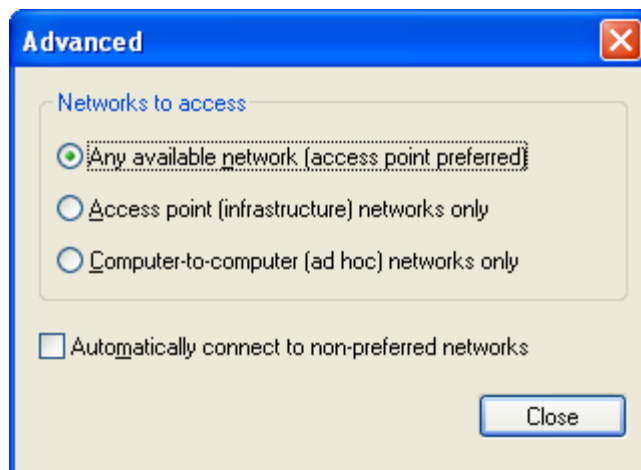 Advanced
Networks to access
Any available network (access point preferred)
Access point (infrastructure) networks only
Computer-to-computer (ad hoc) networks only
Automatically connect to non-preferred networks
Close